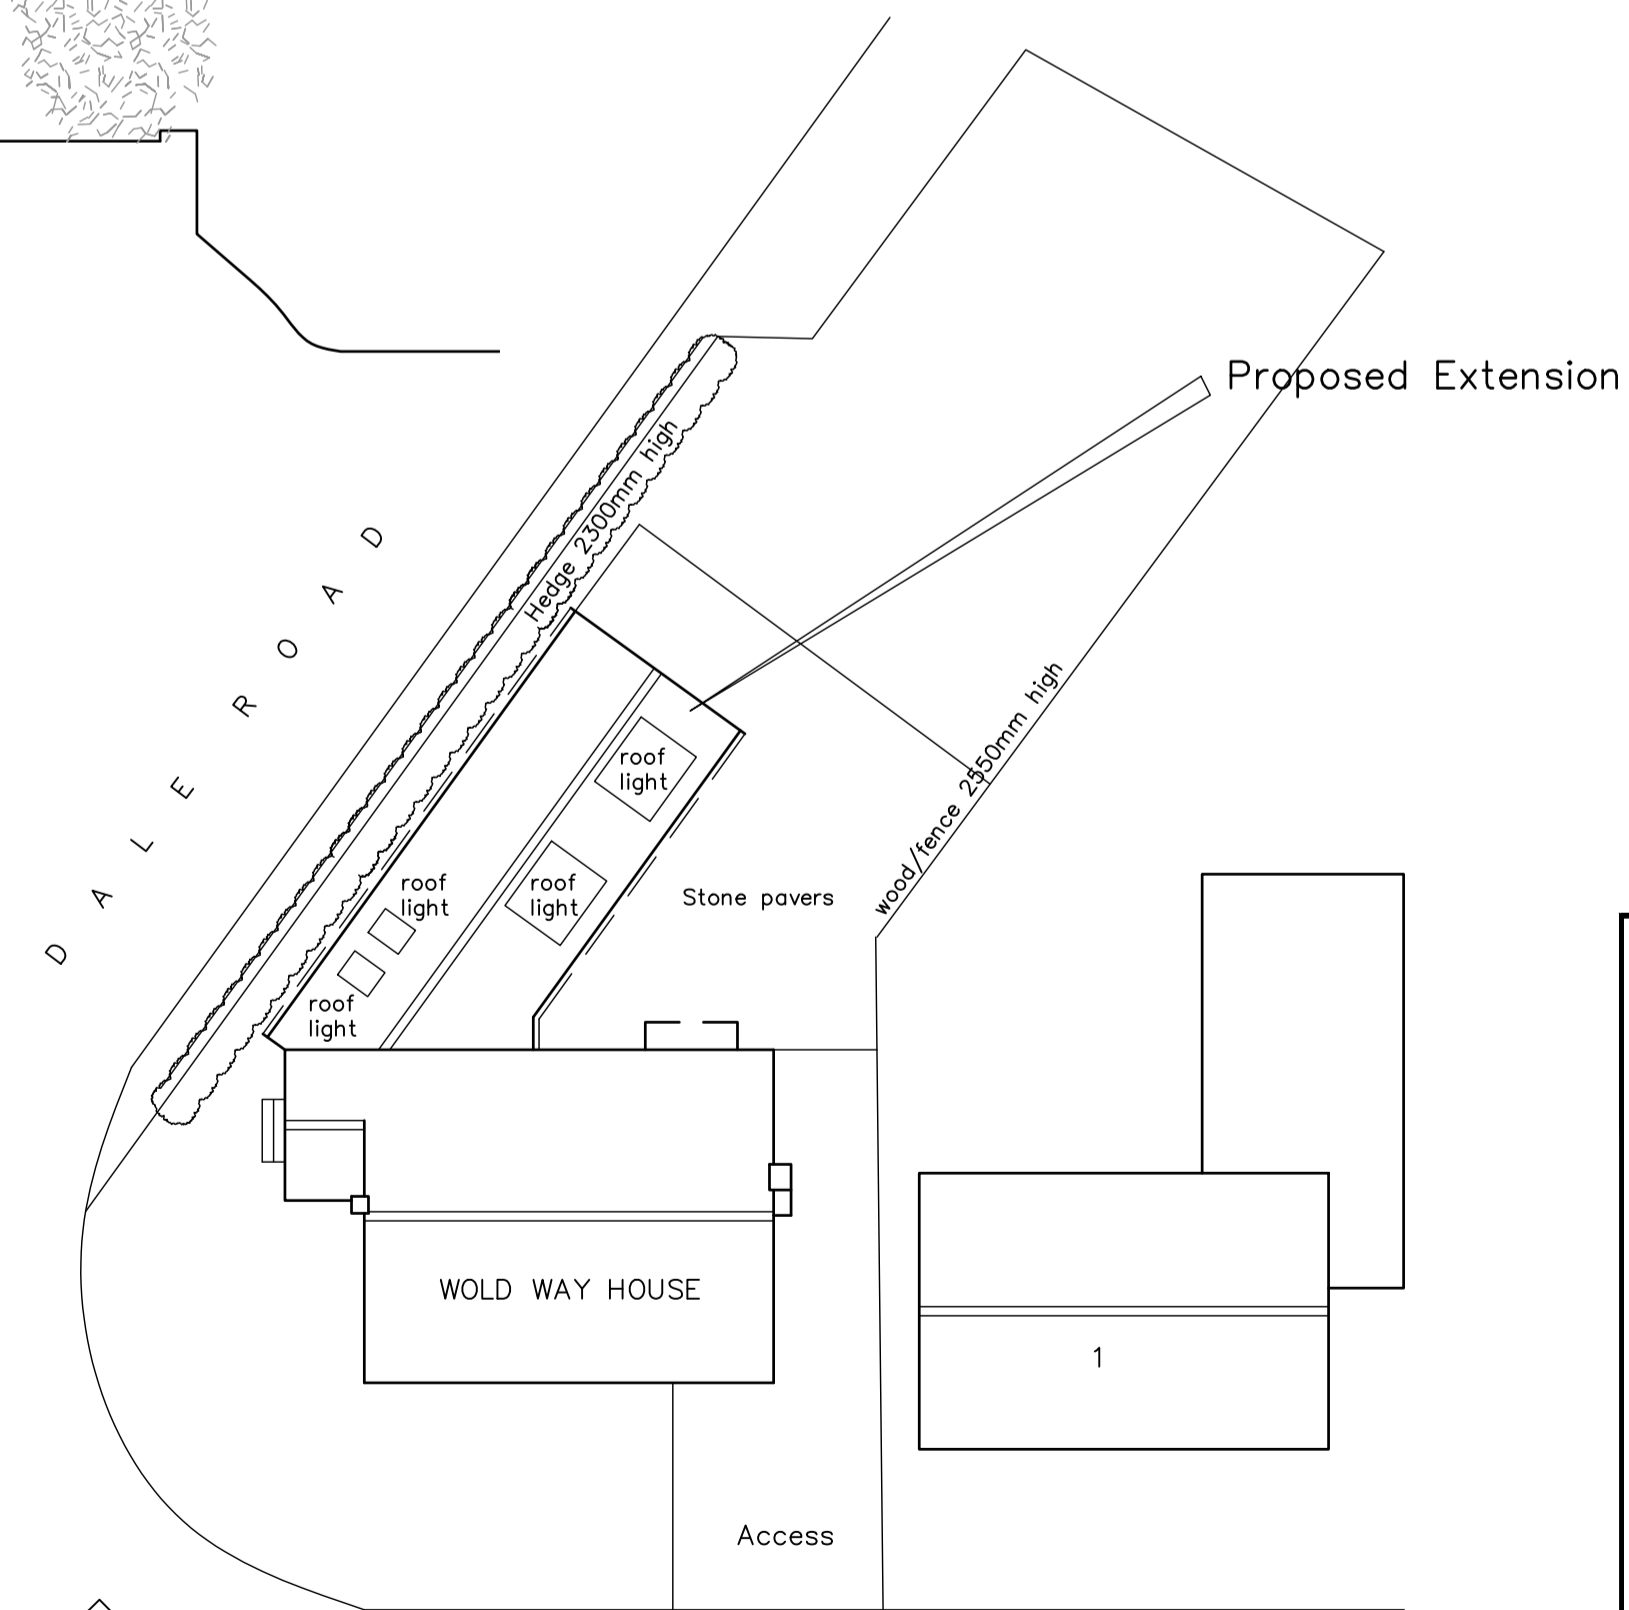 Proposed Extension
Hedge 2300mm high
DALE ROAD
wood/fence 2550mm high
roof
light
roof
light
roof
light
Stone pavers
roof
light
WOLD WAY HOUSE
1
Access